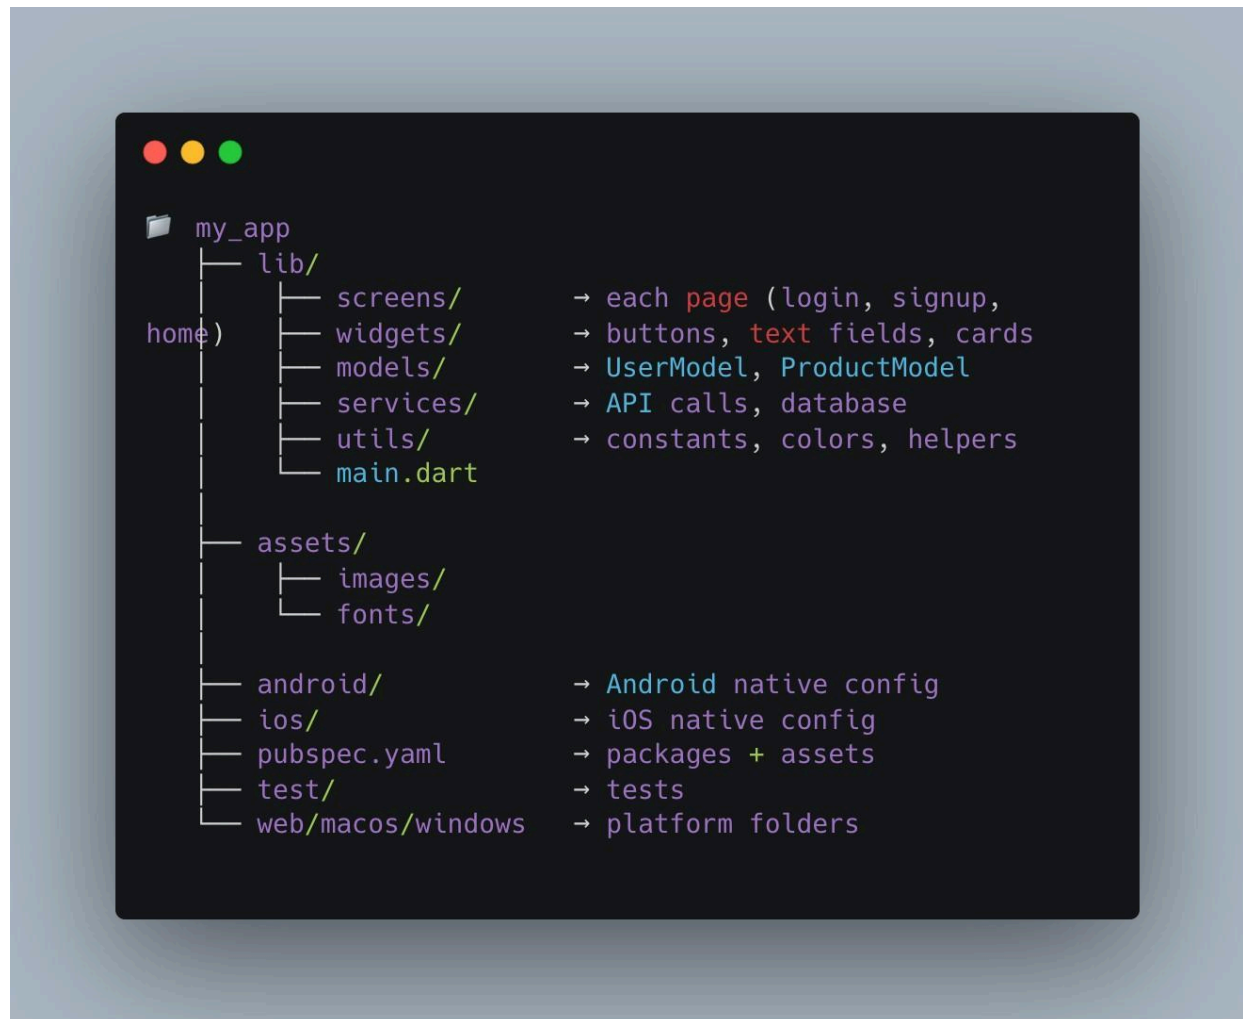 my_app
├── lib/
│    ├── screens/       → each page (login, signup,
home)    ├── widgets/       → buttons, text fields, cards
│    ├── models/        → UserModel, ProductModel
│    ├── services/      → API calls, database
│    ├── utils/         → constants, colors, helpers
│    └── main.dart
├── assets/
│    ├── images/
│    └── fonts/
├── android/            → Android native config
├── ios/                → iOS native config
├── pubspec.yaml        → packages + assets
├── test/               → tests
└── web/macos/windows   → platform folders